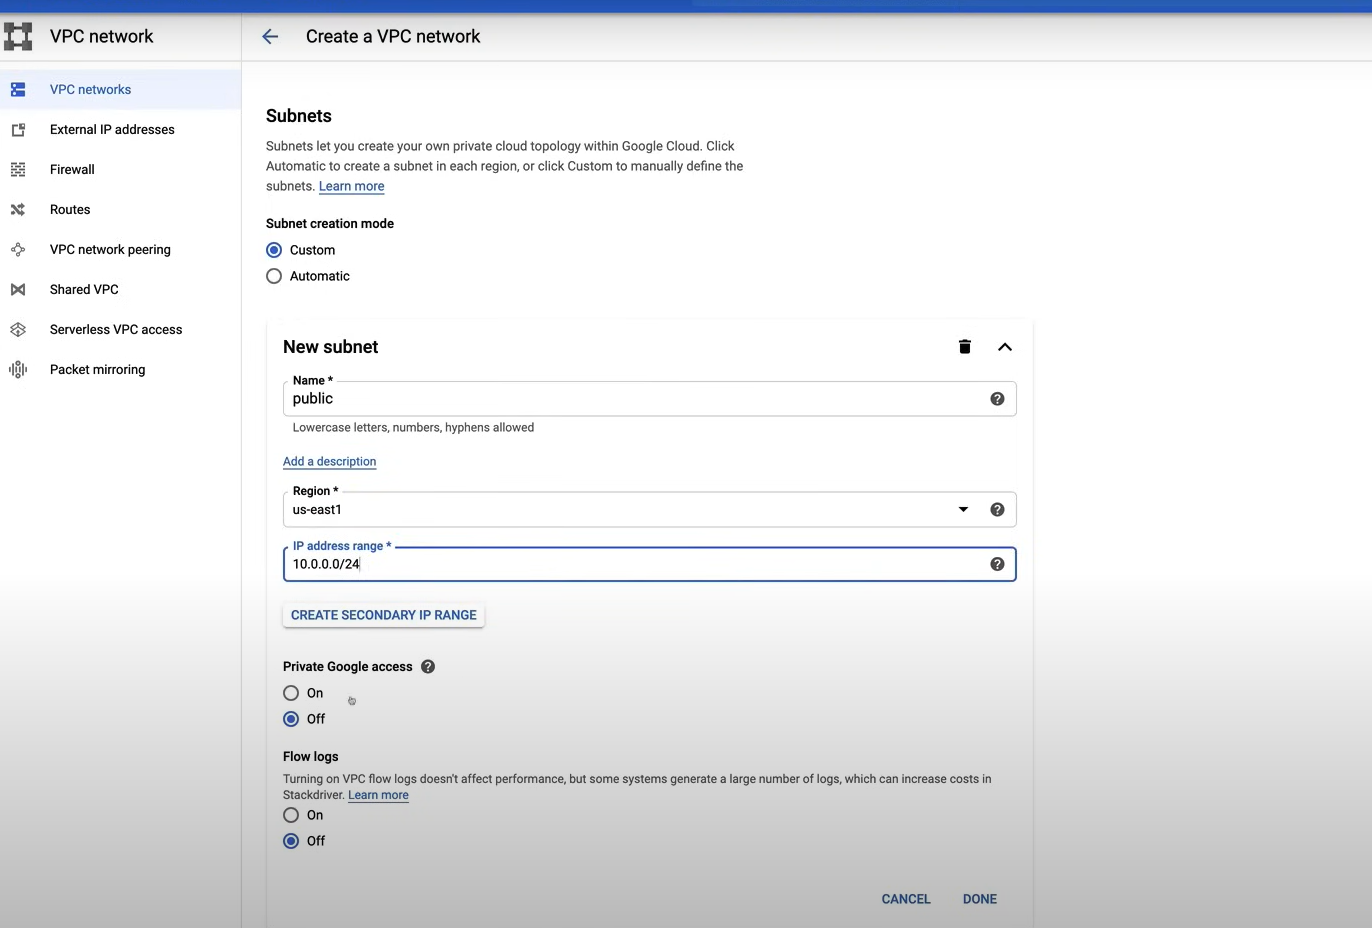 VPC network
Create a VPC network
VPC networks
External IP addresses
Firewall
Routes
VPC network peering
Shared VPC
Serverless VPC access
Packet mirroring
Subnets
Subnets let you create your own private cloud topology within Google Cloud. Click
Automatic to create a subnet in each region, or click Custom to manually define the
subnets. Learn more
Subnet creation mode
Custom
Automatic
New subnet
Name *
public
Lowercase letters, numbers, hyphens allowed
Add a description
Region *
us-east1
IP address range *
10.0.0.0/24
CREATE SECONDARY IP RANGE
Private Google access
On
Off
Flow logs
Turning on VPC flow logs doesn't affect performance, but some systems generate a large number of logs, which can increase costs in
Stackdriver. Learn more
On
Off
CANCEL DONE